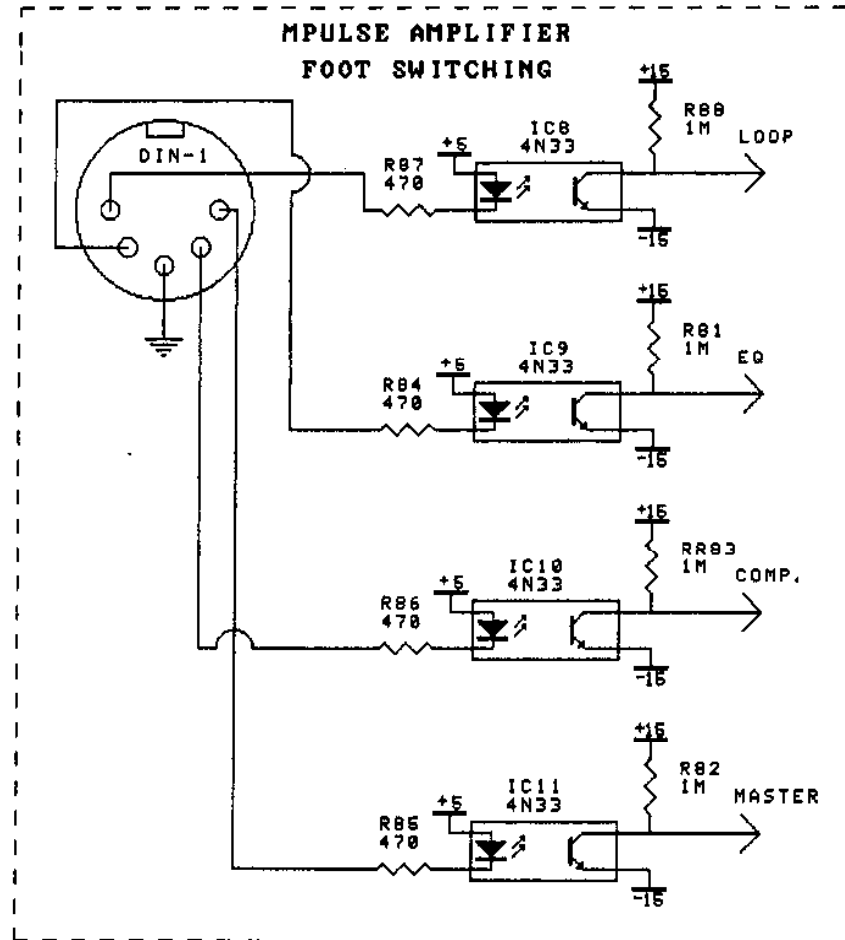 MPULSE AMPLIFIER
FOOT SWITCHING
DIN-1
+15
R88
1M
LOOP
IC8
4N33
+5
R87
470
-15
+15
R81
1M
EQ
IC9
4N33
+5
R84
470
-15
+15
RR83
1M
COMP.
IC10
4N33
+5
R86
470
-15
+15
R82
1M
MASTER
IC11
4N33
+5
R85
470
-15